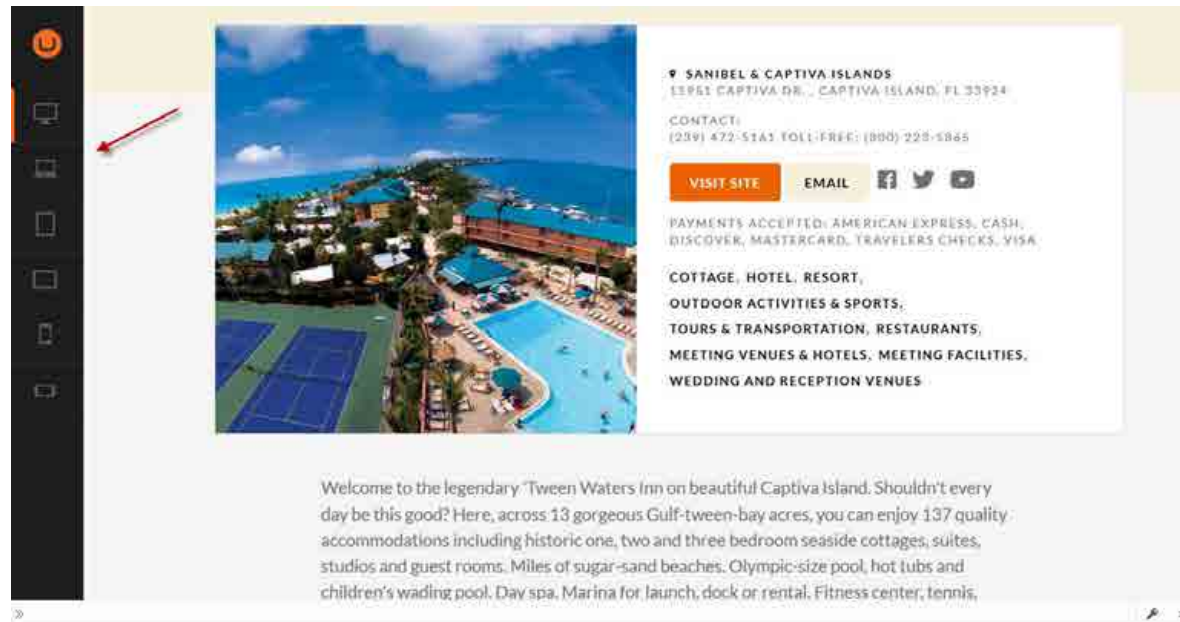 SANIBEL & CAPTIVA ISLANDS
15951 CAPTIVA DR. , CAPTIVA ISLAND, FL 33924
CONTACT:
(239) 472-5161 TOLL-FREE: (800) 223-5865
VISIT SITE
EMAIL
PAYMENTS ACCEPTED: AMERICAN EXPRESS, CASH,
DISCOVER, MASTERCARD, TRAVELERS CHECKS, VISA
COTTAGE, HOTEL, RESORT,
OUTDOOR ACTIVITIES & SPORTS,
TOURS & TRANSPORTATION, RESTAURANTS,
MEETING VENUES & HOTELS, MEETING FACILITIES,
WEDDING AND RECEPTION VENUES
Welcome to the legendary 'Tween Waters Inn on beautiful Captiva Island. Shouldn't every
day be this good? Here, across 13 gorgeous Gulf-tween-bay acres, you can enjoy 137 quality
accommodations including historic one, two and three bedroom seaside cottages, suites,
studios and guest rooms. Miles of sugar-sand beaches. Olympic-size pool, hot tubs and
children's wading pool. Day spa. Marina for launch, dock or rental. Fitness center, tennis,